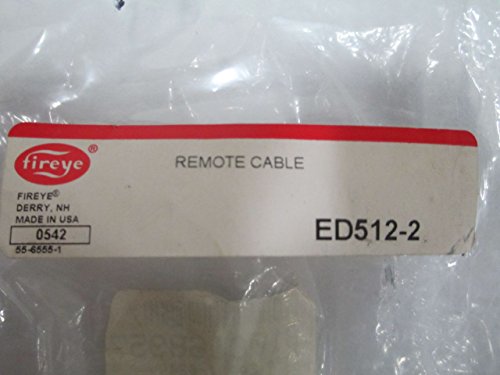 fireye®
REMOTE CABLE
FIREYE®
DERRY, NH
MADE IN USA
0542
55-6555-1
ED512-2